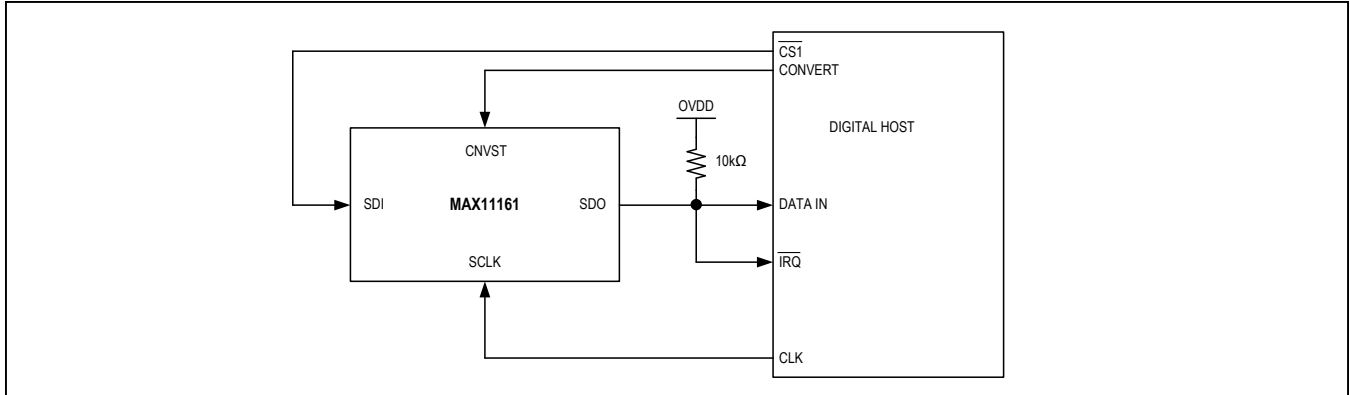 CS1
CONVERT
OVDD
DIGITAL HOST
CNVST
10kΩ
SDI
MAX11161
SDO
DATA IN
SCLK
IRQ
CLK